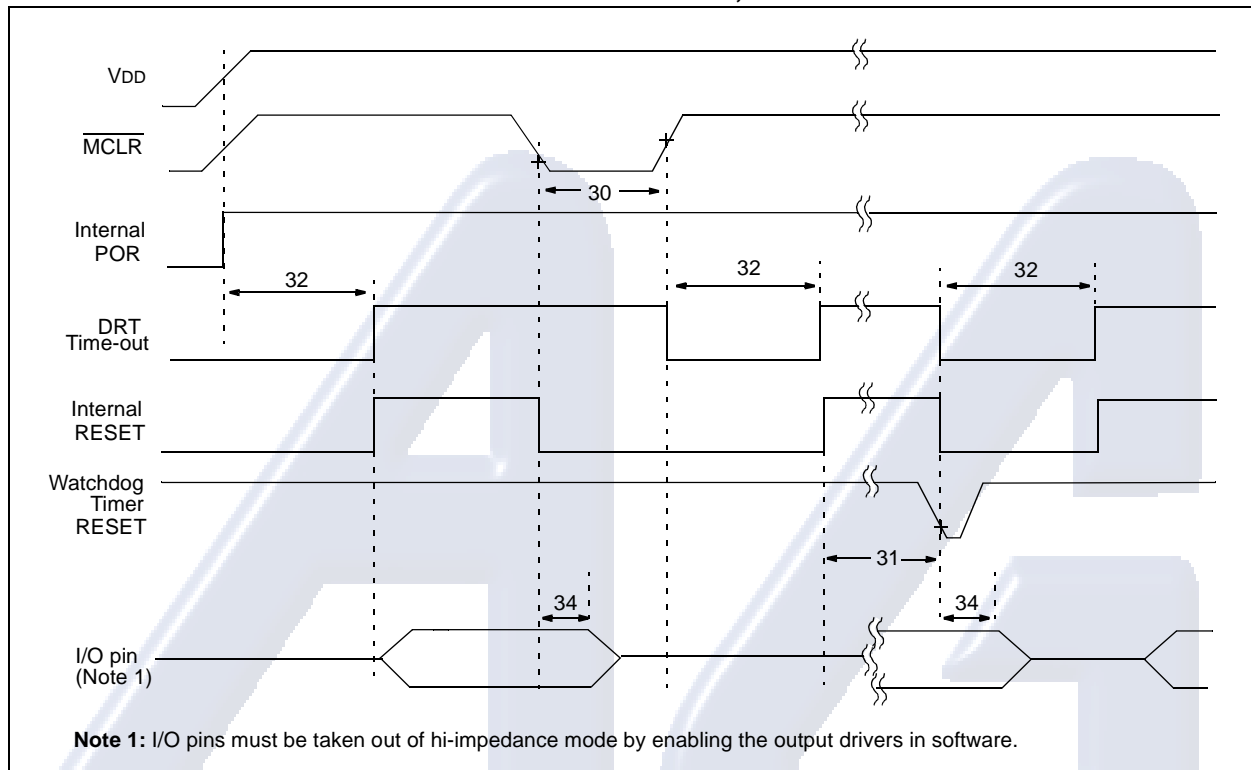 VDD
MCLR
30
Internal
POR
32
32
32
DRT
Time-out
Internal
RESET
Watchdog
Timer
RESET
31
34
34
I/O pin
(Note 1)
Note 1: I/O pins must be taken out of hi-impedance mode by enabling the output drivers in software.